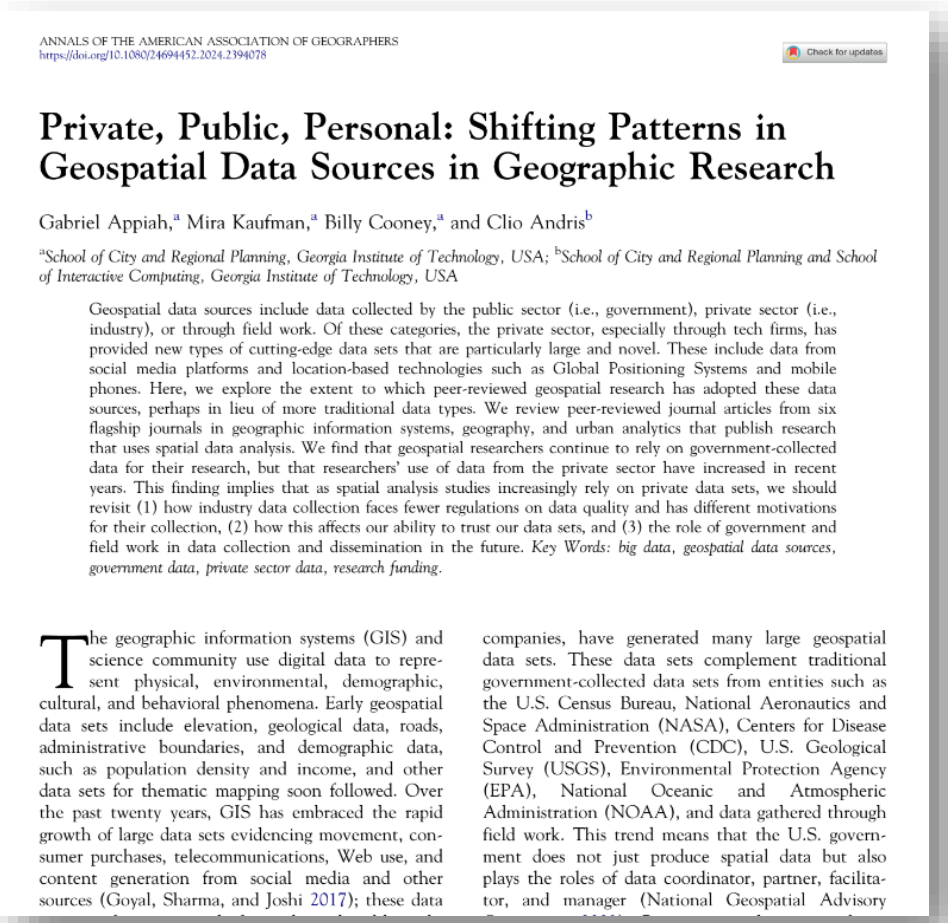 ANNALS OF THE AMERICAN ASSOCIATION OF GEOGRAPHERS
https://doi.org/10.1080/24694452.2024.2394078
Check for updates
Private, Public, Personal: Shifting Patterns in
Geospatial Data Sources in Geographic Research
Gabriel Appiah,a Mira Kaufman,a Billy Cooney,a and Clio Andrisb
aSchool of City and Regional Planning, Georgia Institute of Technology, USA; bSchool of City and Regional Planning and School
of Interactive Computing, Georgia Institute of Technology, USA
Geospatial data sources include data collected by the public sector (i.e., government), private sector (i.e.,
industry), or through field work. Of these categories, the private sector, especially through tech firms, has
provided new types of cutting-edge data sets that are particularly large and novel. These include data from
social media platforms and location-based technologies such as Global Positioning Systems and mobile
phones. Here, we explore the extent to which peer-reviewed geospatial research has adopted these data
sources, perhaps in lieu of more traditional data types. We review peer-reviewed journal articles from six
flagship journals in geographic information systems, geography, and urban analytics that publish research
that uses spatial data analysis. We find that geospatial researchers continue to rely on government-collected
data for their research, but that researchers' use of data from the private sector have increased in recent
years. This finding implies that as spatial analysis studies increasingly rely on private data sets, we should
revisit (1) how industry data collection faces fewer regulations on data quality and has different motivations
for their collection, (2) how this affects our ability to trust our data sets, and (3) the role of government and
field work in data collection and dissemination in the future. Key Words: big data, geospatial data sources,
government data, private sector data, research funding.
The geographic information systems (GIS) and
science community use digital data to repre-
sent physical, environmental, demographic,
cultural, and behavioral phenomena. Early geospatial
data sets include elevation, geological data, roads,
administrative boundaries, and demographic data,
such as population density and income, and other
data sets for thematic mapping soon followed. Over
the past twenty years, GIS has embraced the rapid
growth of large data sets evidencing movement, con-
sumer purchases, telecommunications, Web use, and
content generation from social media and other
sources (Goyal, Sharma, and Joshi 2017); these data
companies, have generated many large geospatial
data sets. These data sets complement traditional
government-collected data sets from entities such as
the U.S. Census Bureau, National Aeronautics and
Space Administration (NASA), Centers for Disease
Control and Prevention (CDC), U.S. Geological
Survey (USGS), Environmental Protection Agency
(EPA), National Oceanic and Atmospheric
Administration (NOAA), and data gathered through
field work. This trend means that the U.S. govern-
ment does not just produce spatial data but also
plays the roles of data coordinator, partner, facilita-
tor, and manager (National Geospatial Advisory